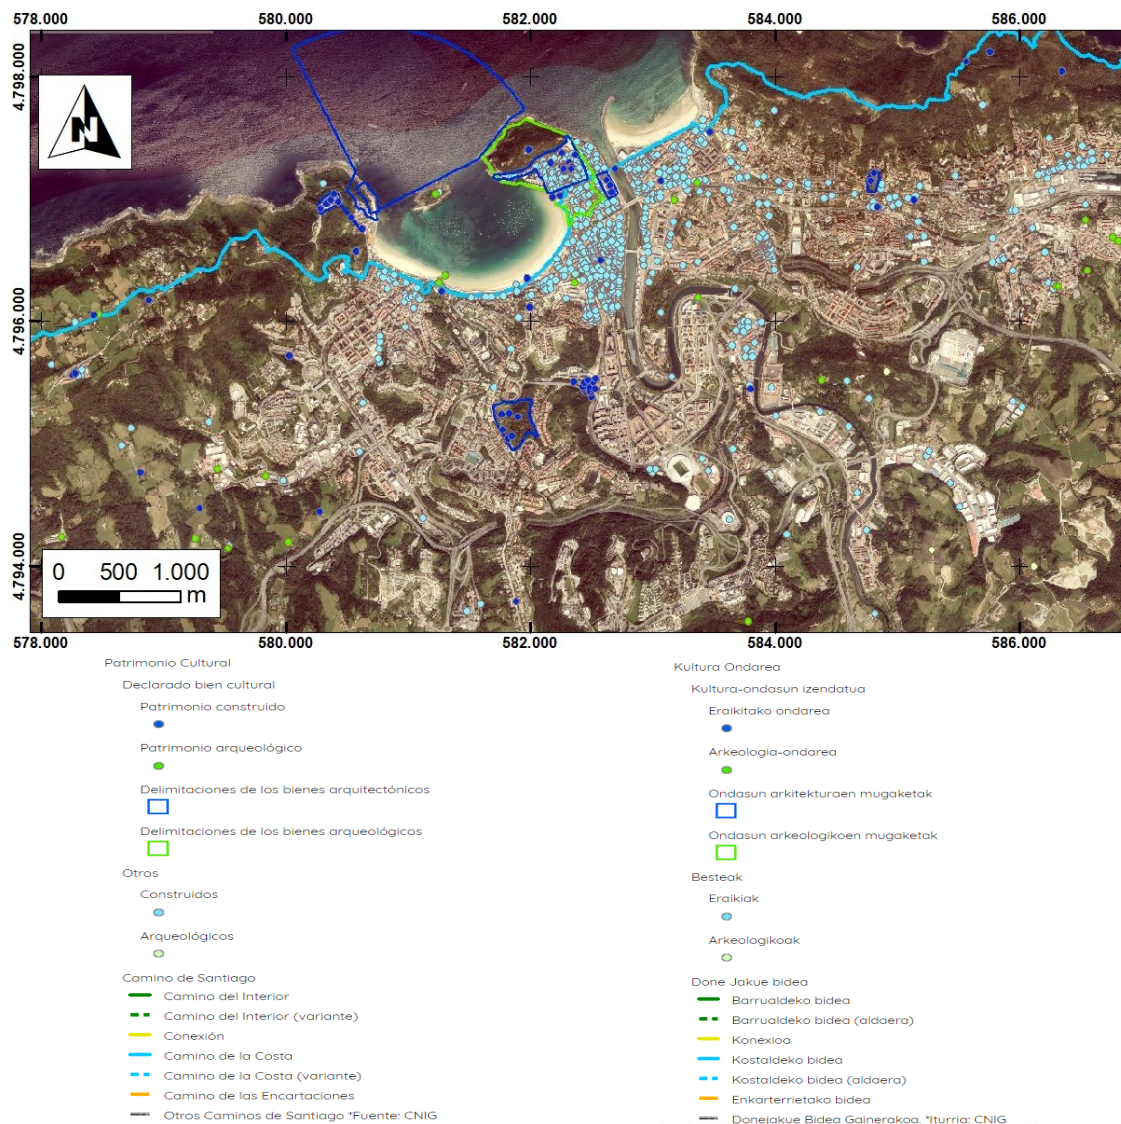 578.000 580.000 582.000 584.000 586.000
4.798.000
4.796.000
4.794.000
N
0 500 1.000
m
578.000 580.000 582.000 584.000 586.000
Patrimonio Cultural
Declarado bien cultural
Patrimonio construido
Patrimonio arqueológico
Delimitaciones de los bienes arquitectónicos
Delimitaciones de los bienes arqueológicos
Otros
Construidos
Arqueológicos
Camino de Santiago
Camino del Interior
Camino del Interior (variante)
Conexión
Camino de la Costa
Camino de la Costa (variante)
Camino de las Encartaciones
Otros Caminos de Santiago *Fuente: CNIG
Kultura Ondarea
Kultura-ondasun izendatua
Eraikitako ondarea
Arkeologia-ondarea
Ondasun arkitekturaen mugaketak
Ondasun arkeologikoen mugaketak
Besteak
Eraikiak
Arkeologikoak
Done Jakue bidea
Barrualdeko bidea
Barrualdeko bidea (aldaera)
Konexioa
Kostaldeko bidea
Kostaldeko bidea (aldaera)
Enkarterrietako bidea
Donejakue Bidea Gainerakoa. *Iturria: CNIG